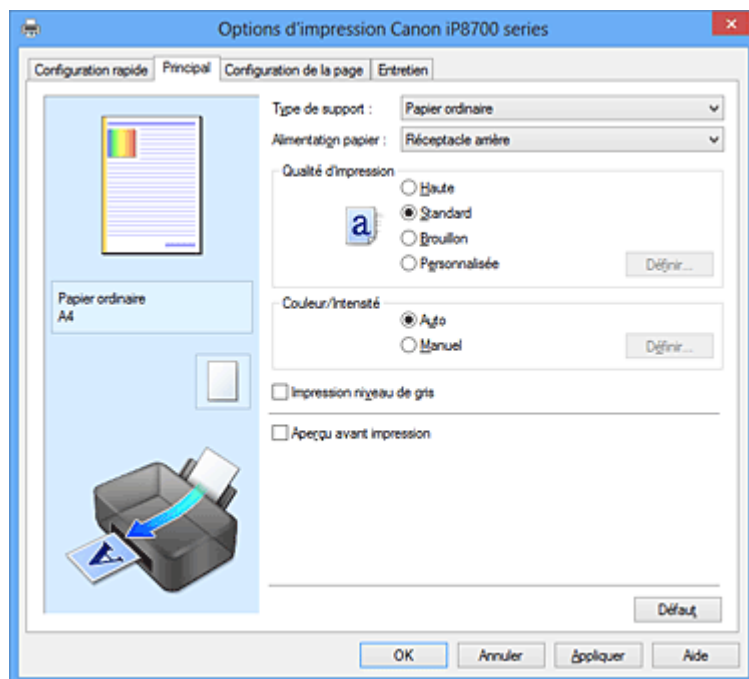 Options d'impression Canon iP8700 series
Configuration rapide Principal Configuration de la page Entretien
Type de support : Papier ordinaire
Alimentation papier : Réceptacle arrière
Qualité d'impression
Haute
a Standard
Brouillon
Personnalisée Définir...
Papier ordinaire
A4
Couleur/Intensité
Auto
Manuel Définir...
Impression niveau de gris
Aperçu avant impression
A
Défaut
OK Annuler Appliquer Aide